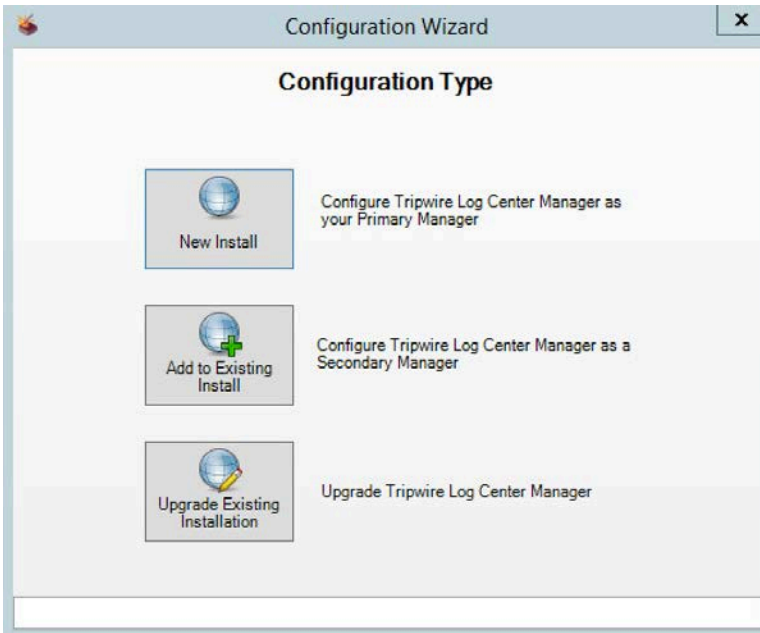 Configuration Wizard
x
Configuration Type
New Install
Configure Tripwire Log Center Manager as
your Primary Manager
Add to Existing
Install
Configure Tripwire Log Center Manager as a
Secondary Manager
Upgrade Existing
Installation
Upgrade Tripwire Log Center Manager